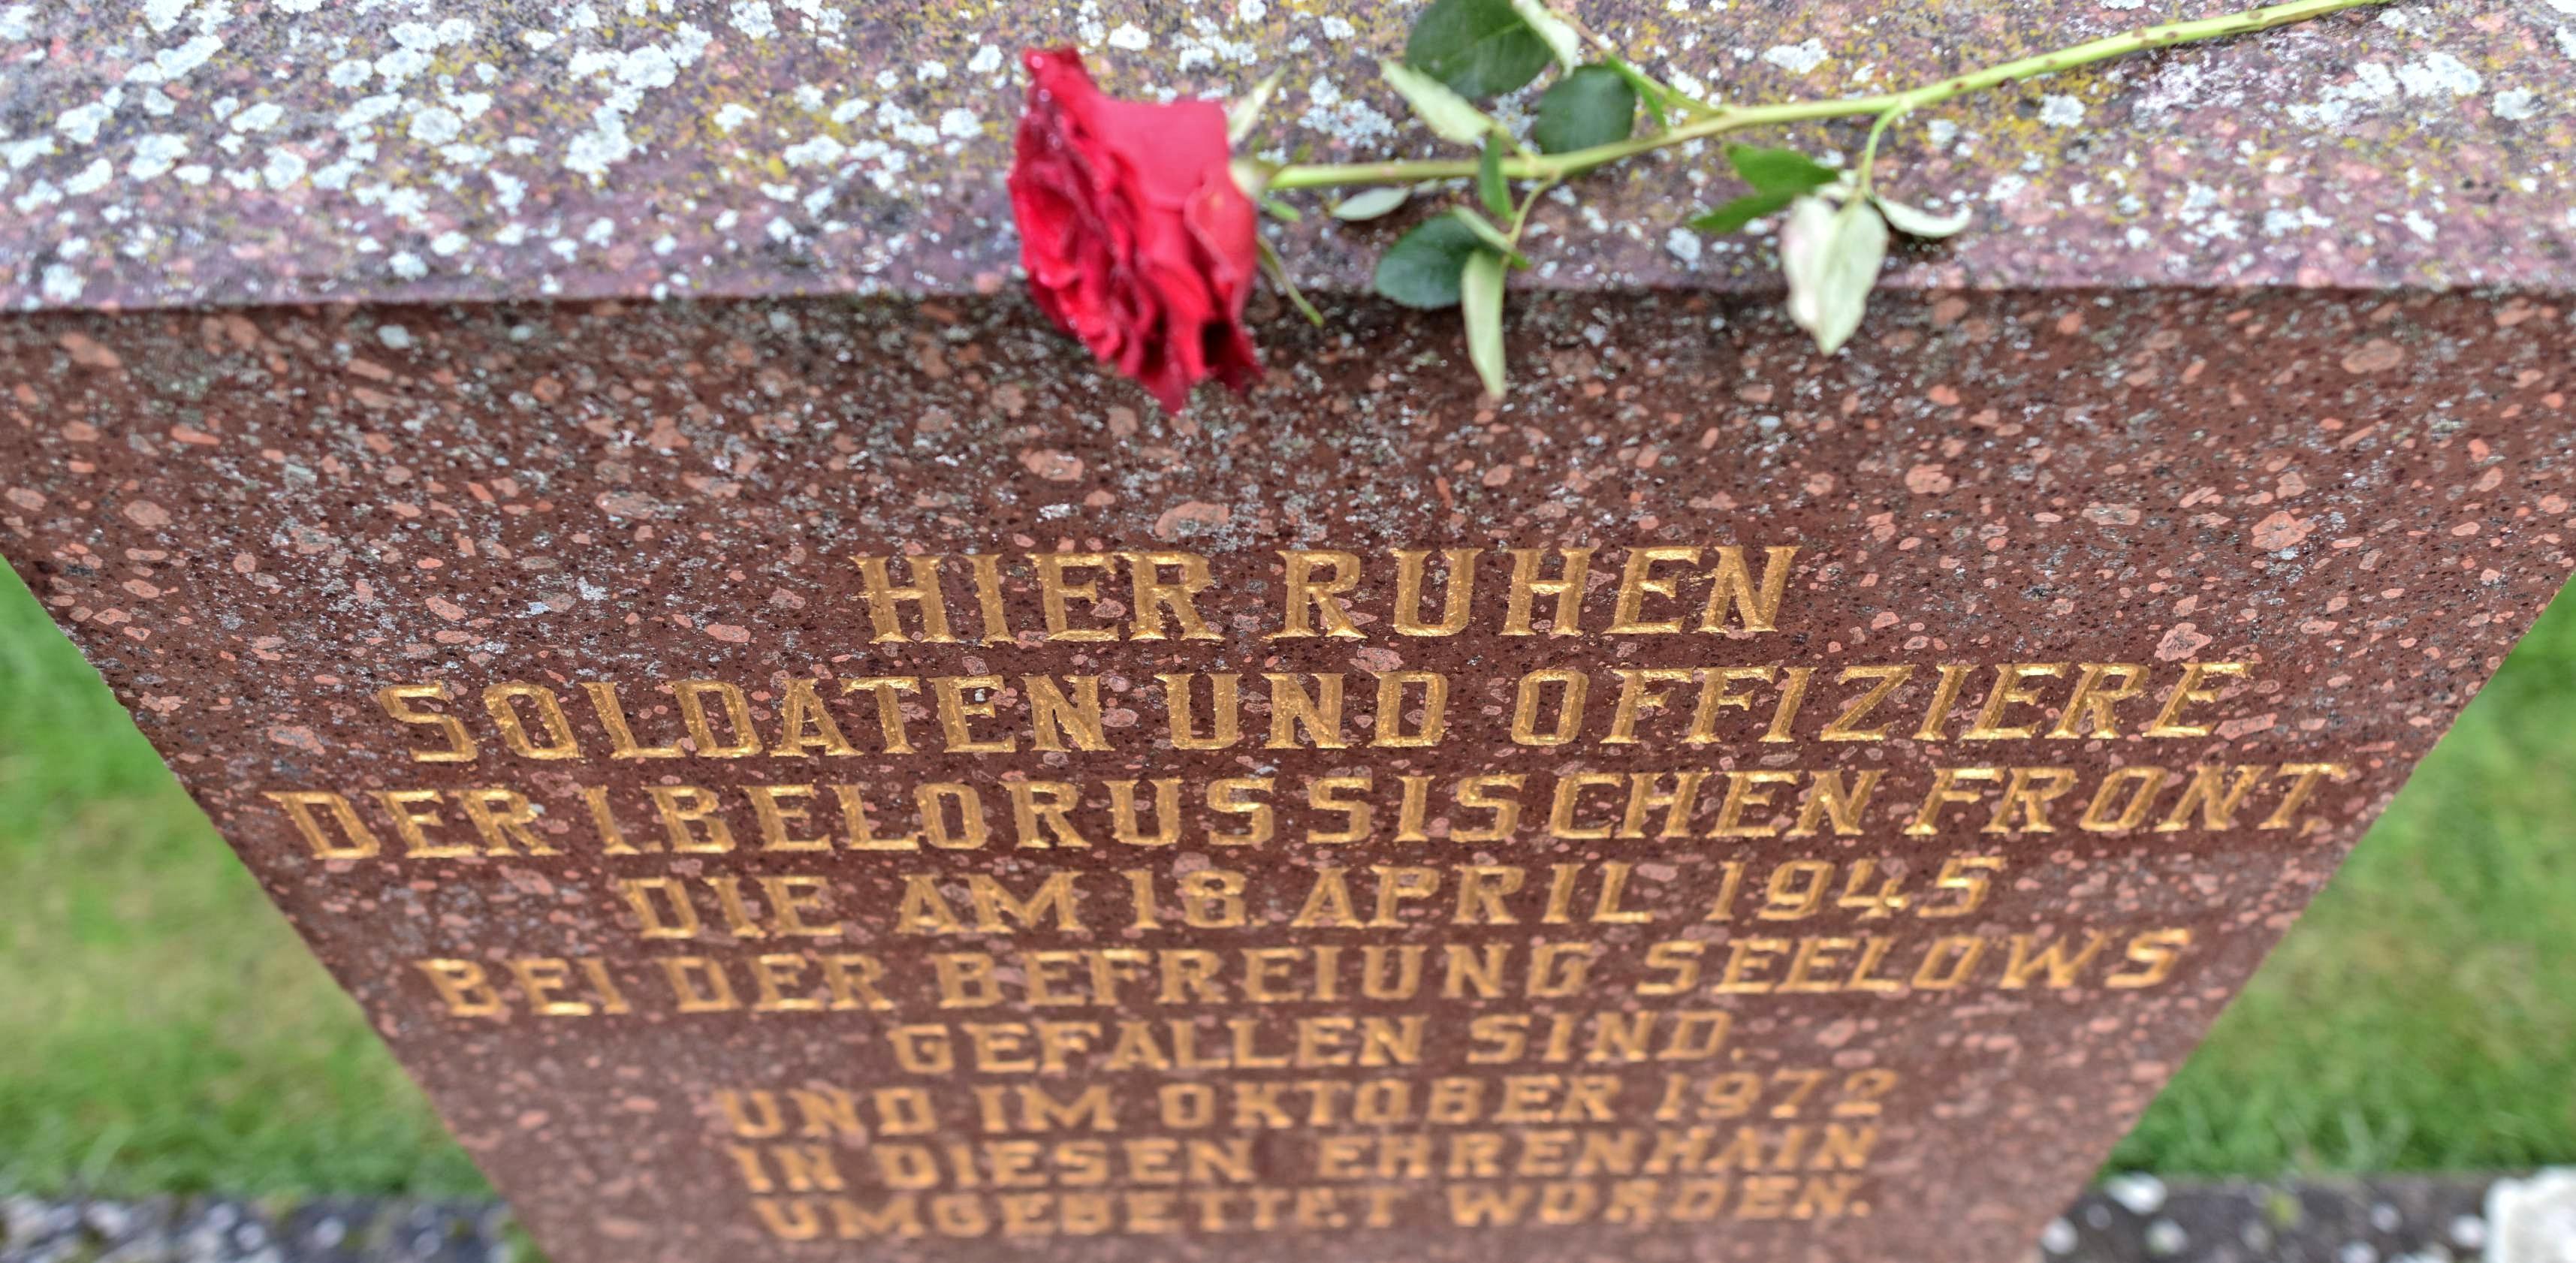 HIER RUHEN
SOLDATEN UND OFFIZIERE
DER 1.BELORUSSISCHEN FRONT,
DIE AM 18. APRIL 1945
BEI DER BEFREIUNG SEELOWS
GEFALLEN SIND.
UND IM OKTOBER 1972
IN DIESEN EHRENHAIN
UMGEBETTET WORDEN.